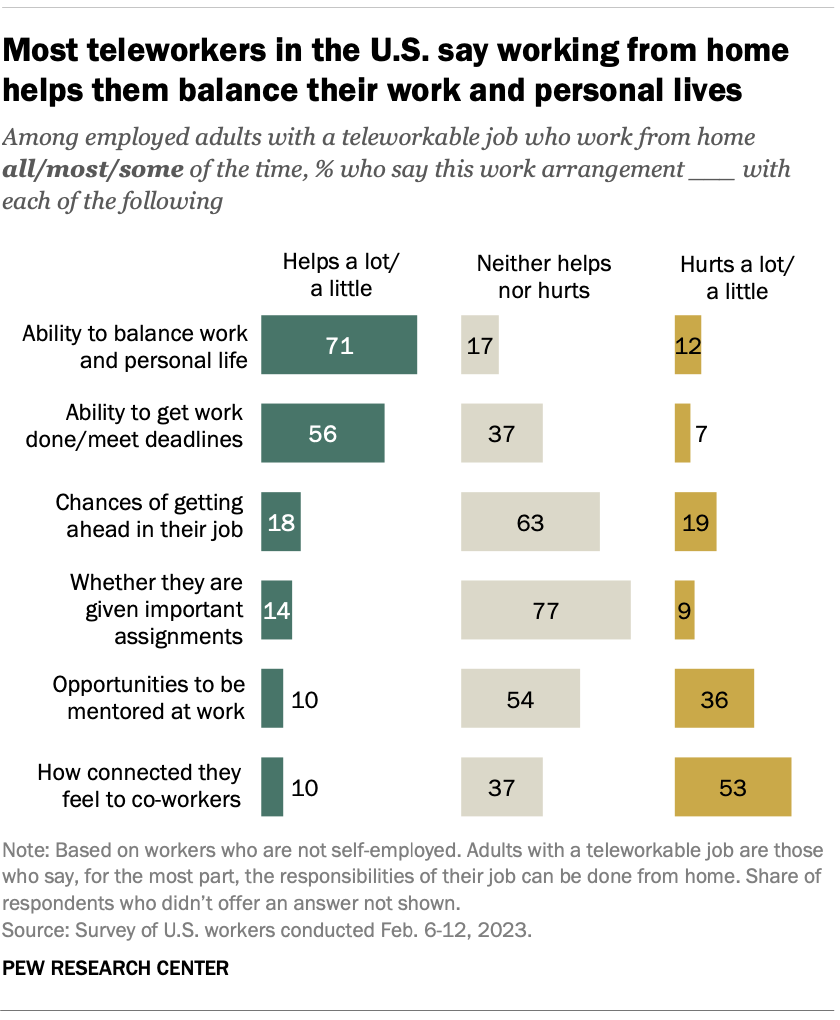 Most teleworkers in the U.S. say working from home
helps them balance their work and personal lives
Among employed adults with a teleworkable job who work from home
all/most/some of the time, % who say this work arrangement ___ with
each of the following
Helps a lot/
a little
Neither helps
nor hurts
Hurts a lot/
a little
Ability to balance work
and personal life
71
17
12
Ability to get work
done/meet deadlines
56
37
7
Chances of getting
ahead in their job
18
63
19
Whether they are
given important
assignments
14
77
9
Opportunities to be
mentored at work
10
54
36
How connected they
feel to co-workers
10
37
53
Note: Based on workers who are not self-employed. Adults with a teleworkable job are those
who say, for the most part, the responsibilities of their job can be done from home. Share of
respondents who didn’t offer an answer not shown.
Source: Survey of U.S. workers conducted Feb. 6-12, 2023.
PEW RESEARCH CENTER